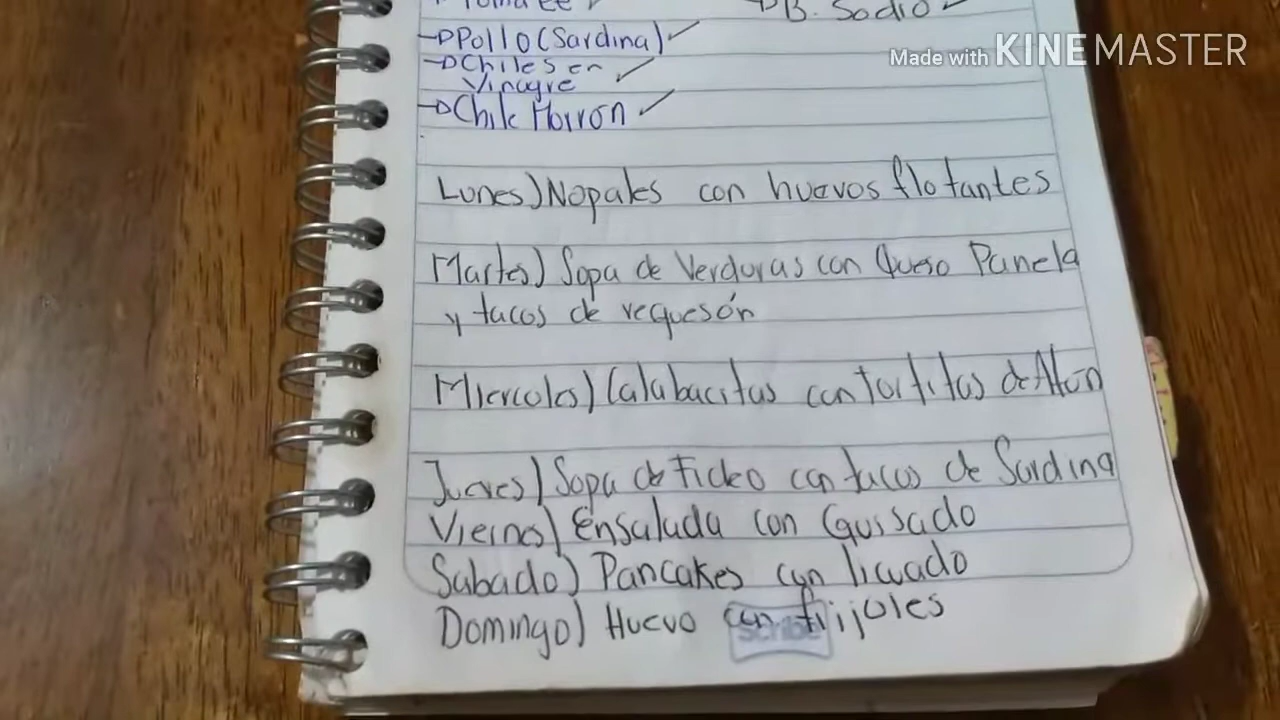 B. Sodio
Made with KINEMASTER
Pollo (Sardina)
Chiles en
Vinagre
Chile Morron
Lunes) Nopales con huevos flotantes
Martes) Sopa de Verduras con Queso Panela
y tacos de requesón
Miercoles) Calabacitas con tortitas de Atún
Jueves) Sopa de Fideo con tacos de Sardina
Viernes) Ensalada con Guisado
Sabado) Pancakes con licuado
Domingo) Huevo con frijoles
Scribe